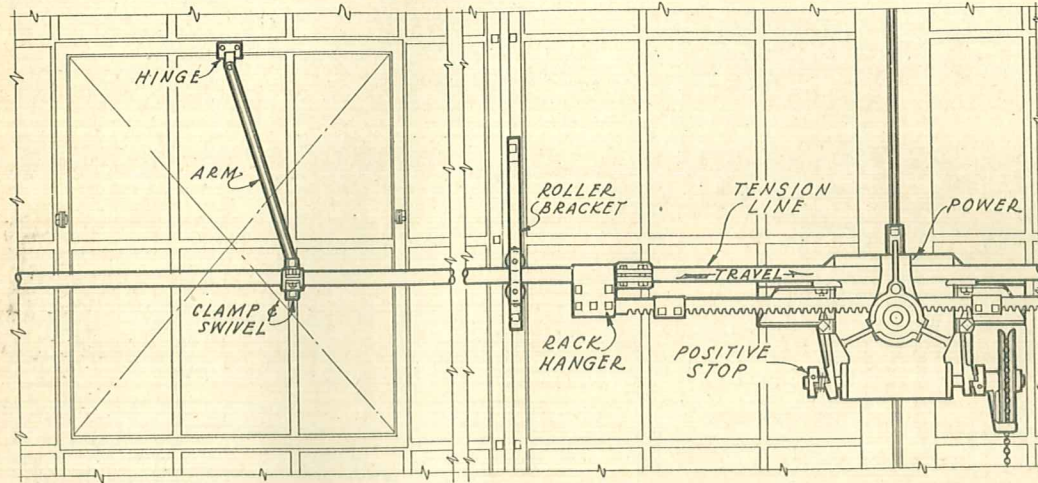 HINGE
ARM
CLAMP &
SWIVEL
ROLLER
BRACKET
TENSION
LINE
POWER
TRAVEL
RACK
HANGER
POSITIVE
STOP